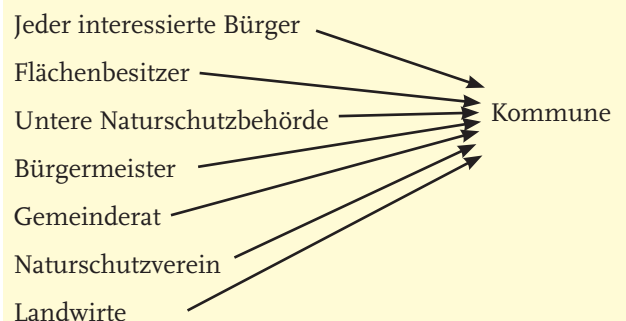 Jeder interessierte Bürger
Flächenbesitzer
Untere Naturschutzbehörde
Kommune
Bürgermeister
Gemeinderat
Naturschutzverein
Landwirte